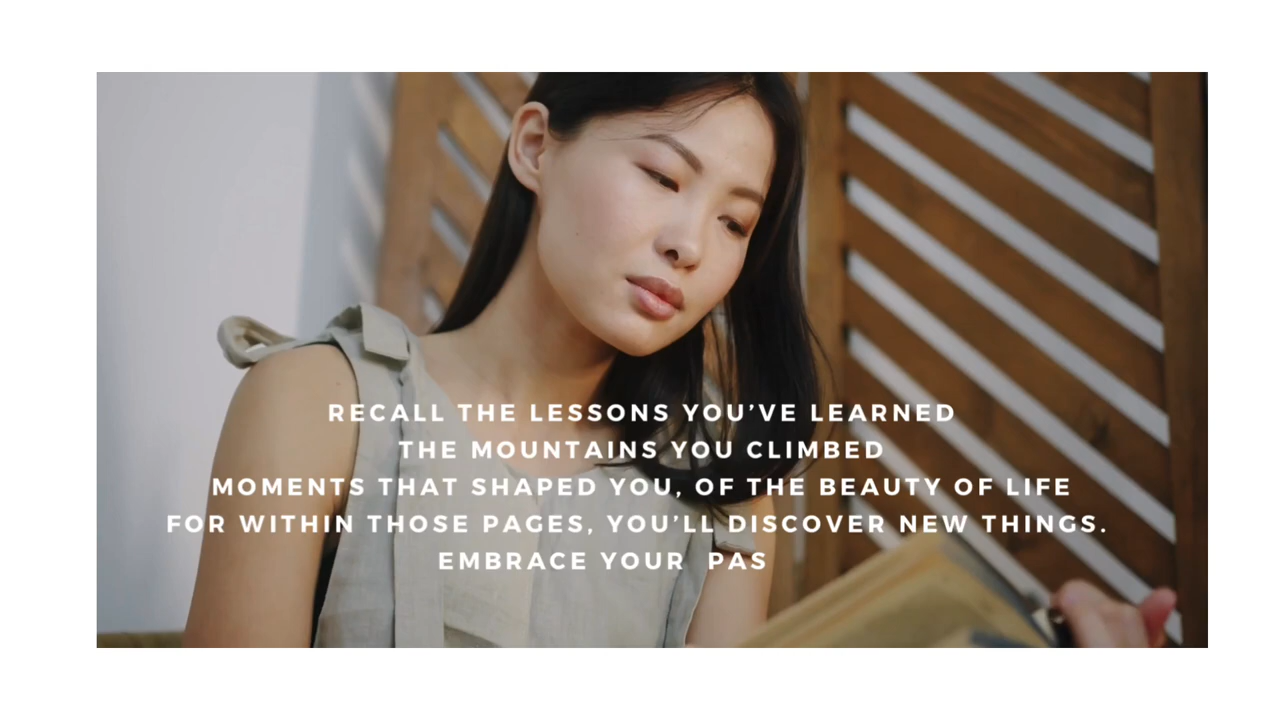 RECALL THE LESSONS YOU’VE LEARNED
THE MOUNTAINS YOU CLIMBED
MOMENTS THAT SHAPED YOU, OF THE BEAUTY OF LIFE
FOR WITHIN THOSE PAGES, YOU’LL DISCOVER NEW THINGS.
EMBRACE YOUR PAS